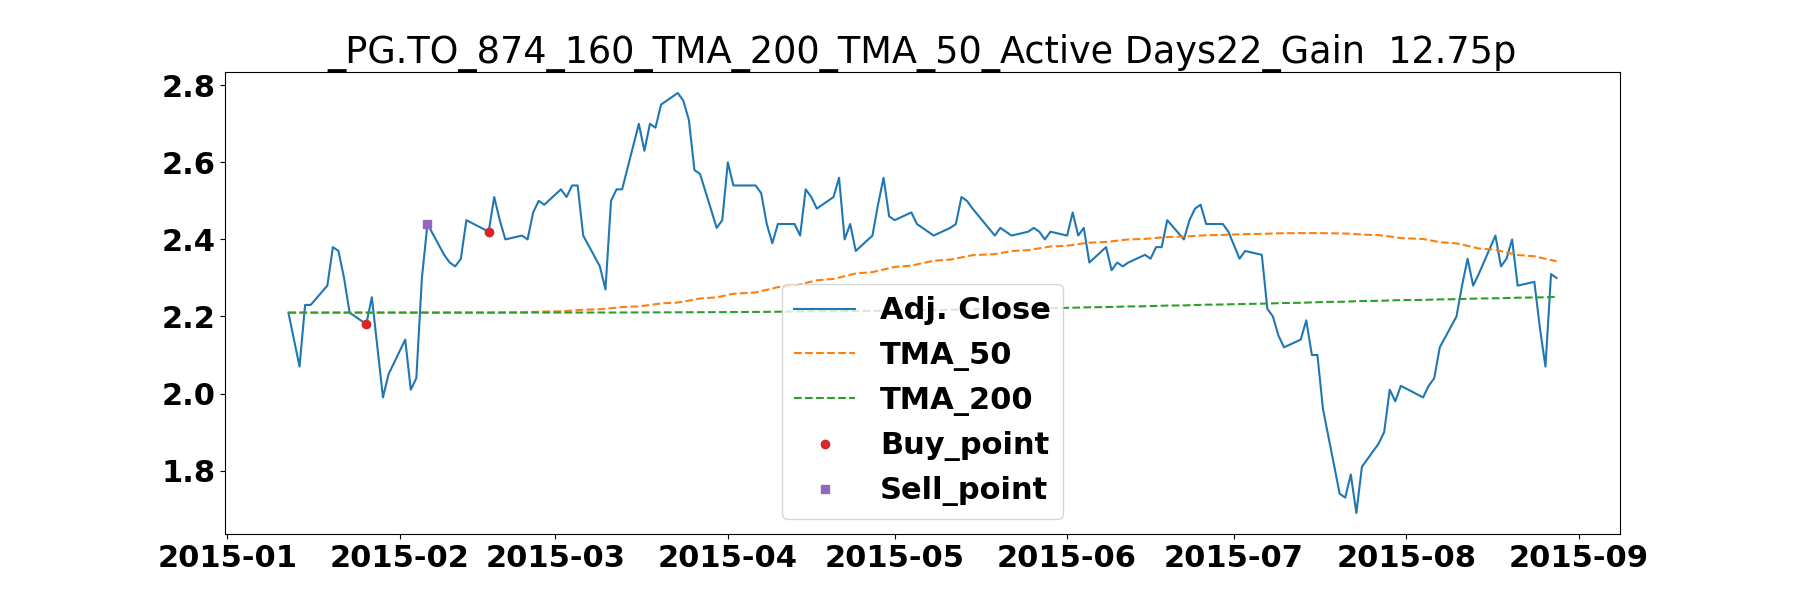 _PG.TO_874_160_TMA_200_TMA_50_Active Days22_Gain  12.75p
2.8
2.6
2.4
2.2
2.0
1.8
Adj. Close
TMA_50
TMA_200
Buy_point
Sell_point
2015-01 2015-02 2015-03 2015-04 2015-05 2015-06 2015-07 2015-08 2015-09